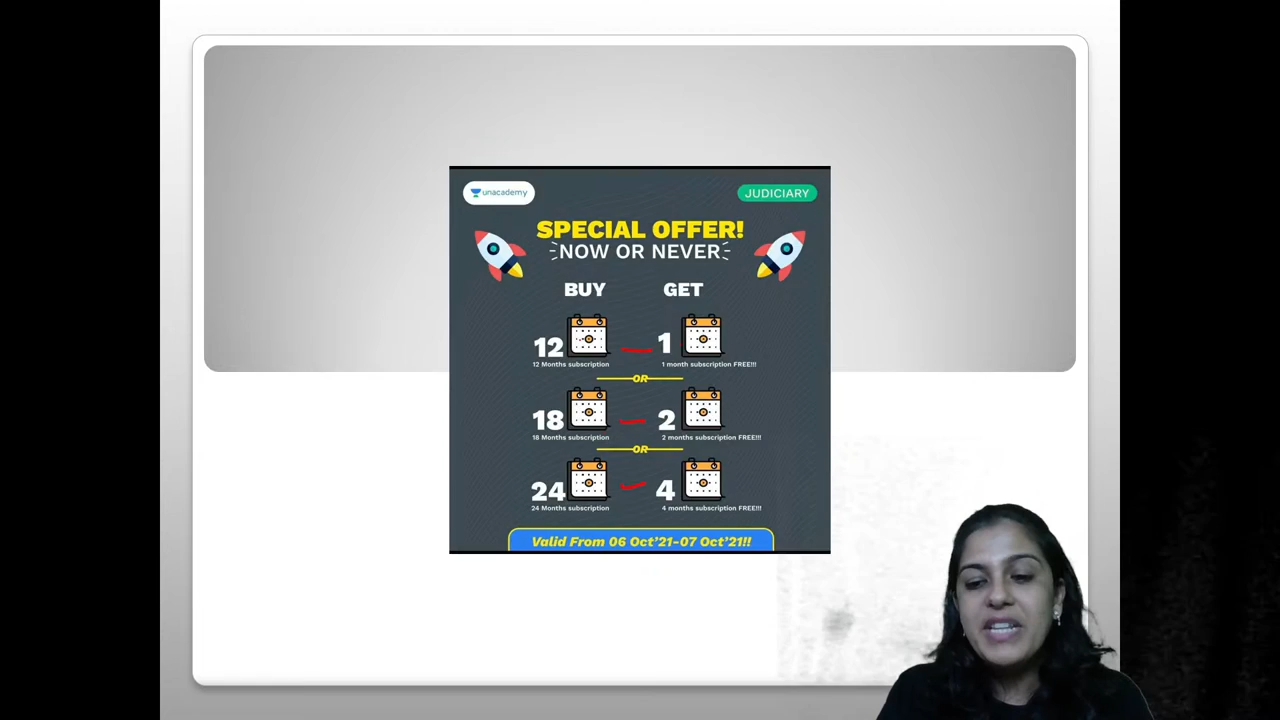 unacademy
JUDICIARY
SPECIAL OFFER!
NOW OR NEVER
BUY GET
12 1
12 Months subscription 1 month subscription FREE!!!
OR
18 2
18 Months subscription 2 months subscription FREE!!!
OR
24 4
24 Months subscription 4 months subscription FREE!!!
Valid From 06 Oct'21-07 Oct'21!!